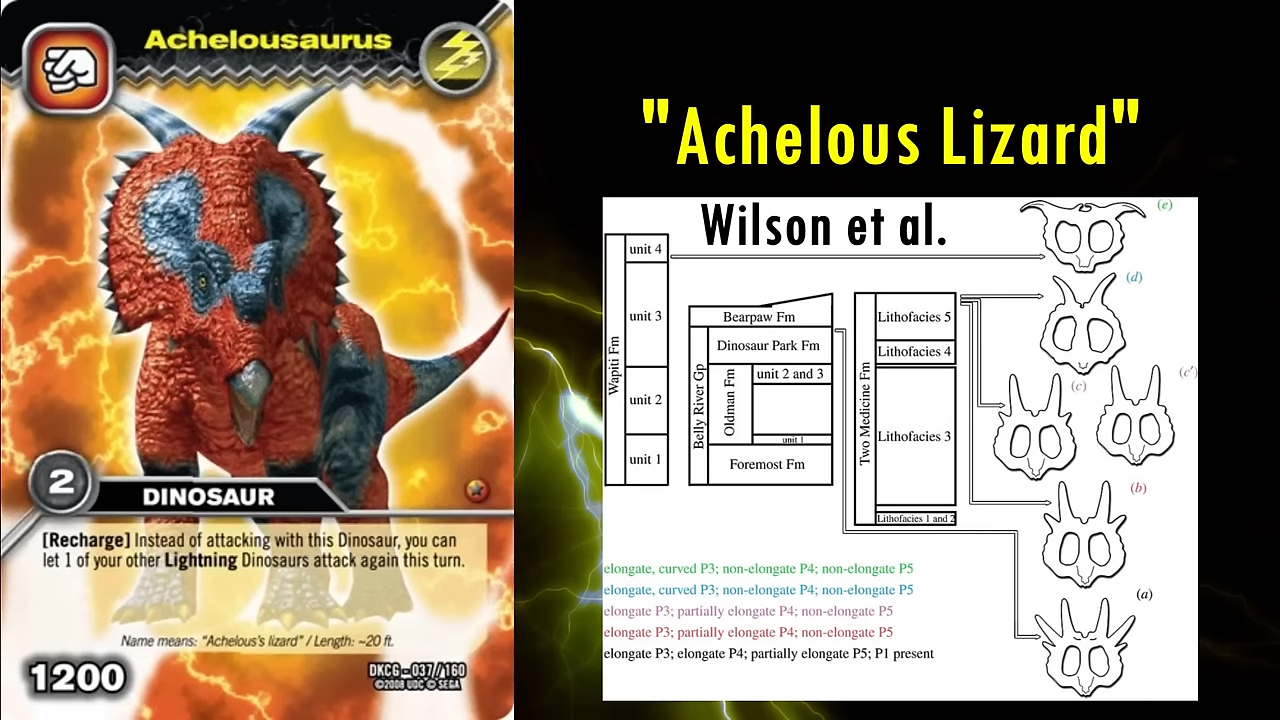 Achelousaurus
2
DINOSAUR
[Recharge] Instead of attacking with this Dinosaur, you can
let 1 of your other Lightning Dinosaurs attack again this turn.
Name means: "Achelous's lizard" / Length: ~20 ft.
1200
DKCG - 037//160
©2008 UDC © SEGA
"Achelous Lizard"
Wilson et al.
Wapiti Fm
unit 4
unit 3
unit 2
unit 1
Bearpaw Fm
Belly River Gp
Dinosaur Park Fm
Oldman Fm
unit 2 and 3
unit 1
Foremost Fm
Two Medicine Fm
Lithofacies 5
Lithofacies 4
Lithofacies 3
Lithofacies 1 and 2
(e)
(d)
(c)
(c')
(b)
(a)
elongate, curved P3; non-elongate P4; non-elongate P5
elongate, curved P3; non-elongate P4; non-elongate P5
elongate P3; partially elongate P4; non-elongate P5
elongate P3; partially elongate P4; non-elongate P5
elongate P3; elongate P4; partially elongate P5; P1 present